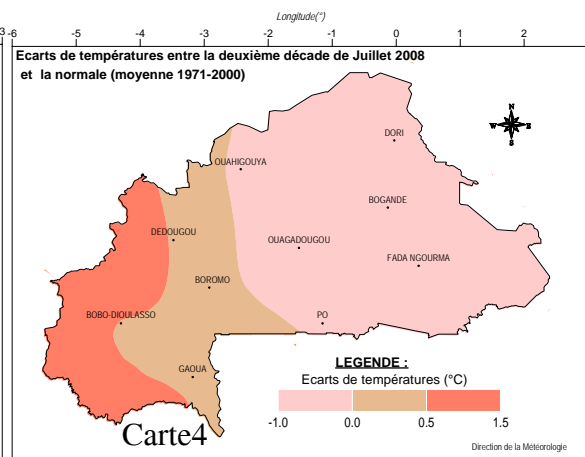 Longitude(°)
3 -6 -5 -4 -3 -2 -1 0 1 2
Ecarts de températures entre la deuxième décade de Juillet 2008
et la normale (moyenne 1971-2000)
N
W E
S
DORI
OUAHIGOUYA
BOGANDE
DEDOUGOU
OUAGADOUGOU
FADA NGOURMA
BOROMO
BOBO-DIOULASSO
PO
GAOUA
LEGENDE :
Ecarts de températures (°C)
-1.0 0.0 0.5 1.5
Carte4
Direction de la Météorologie